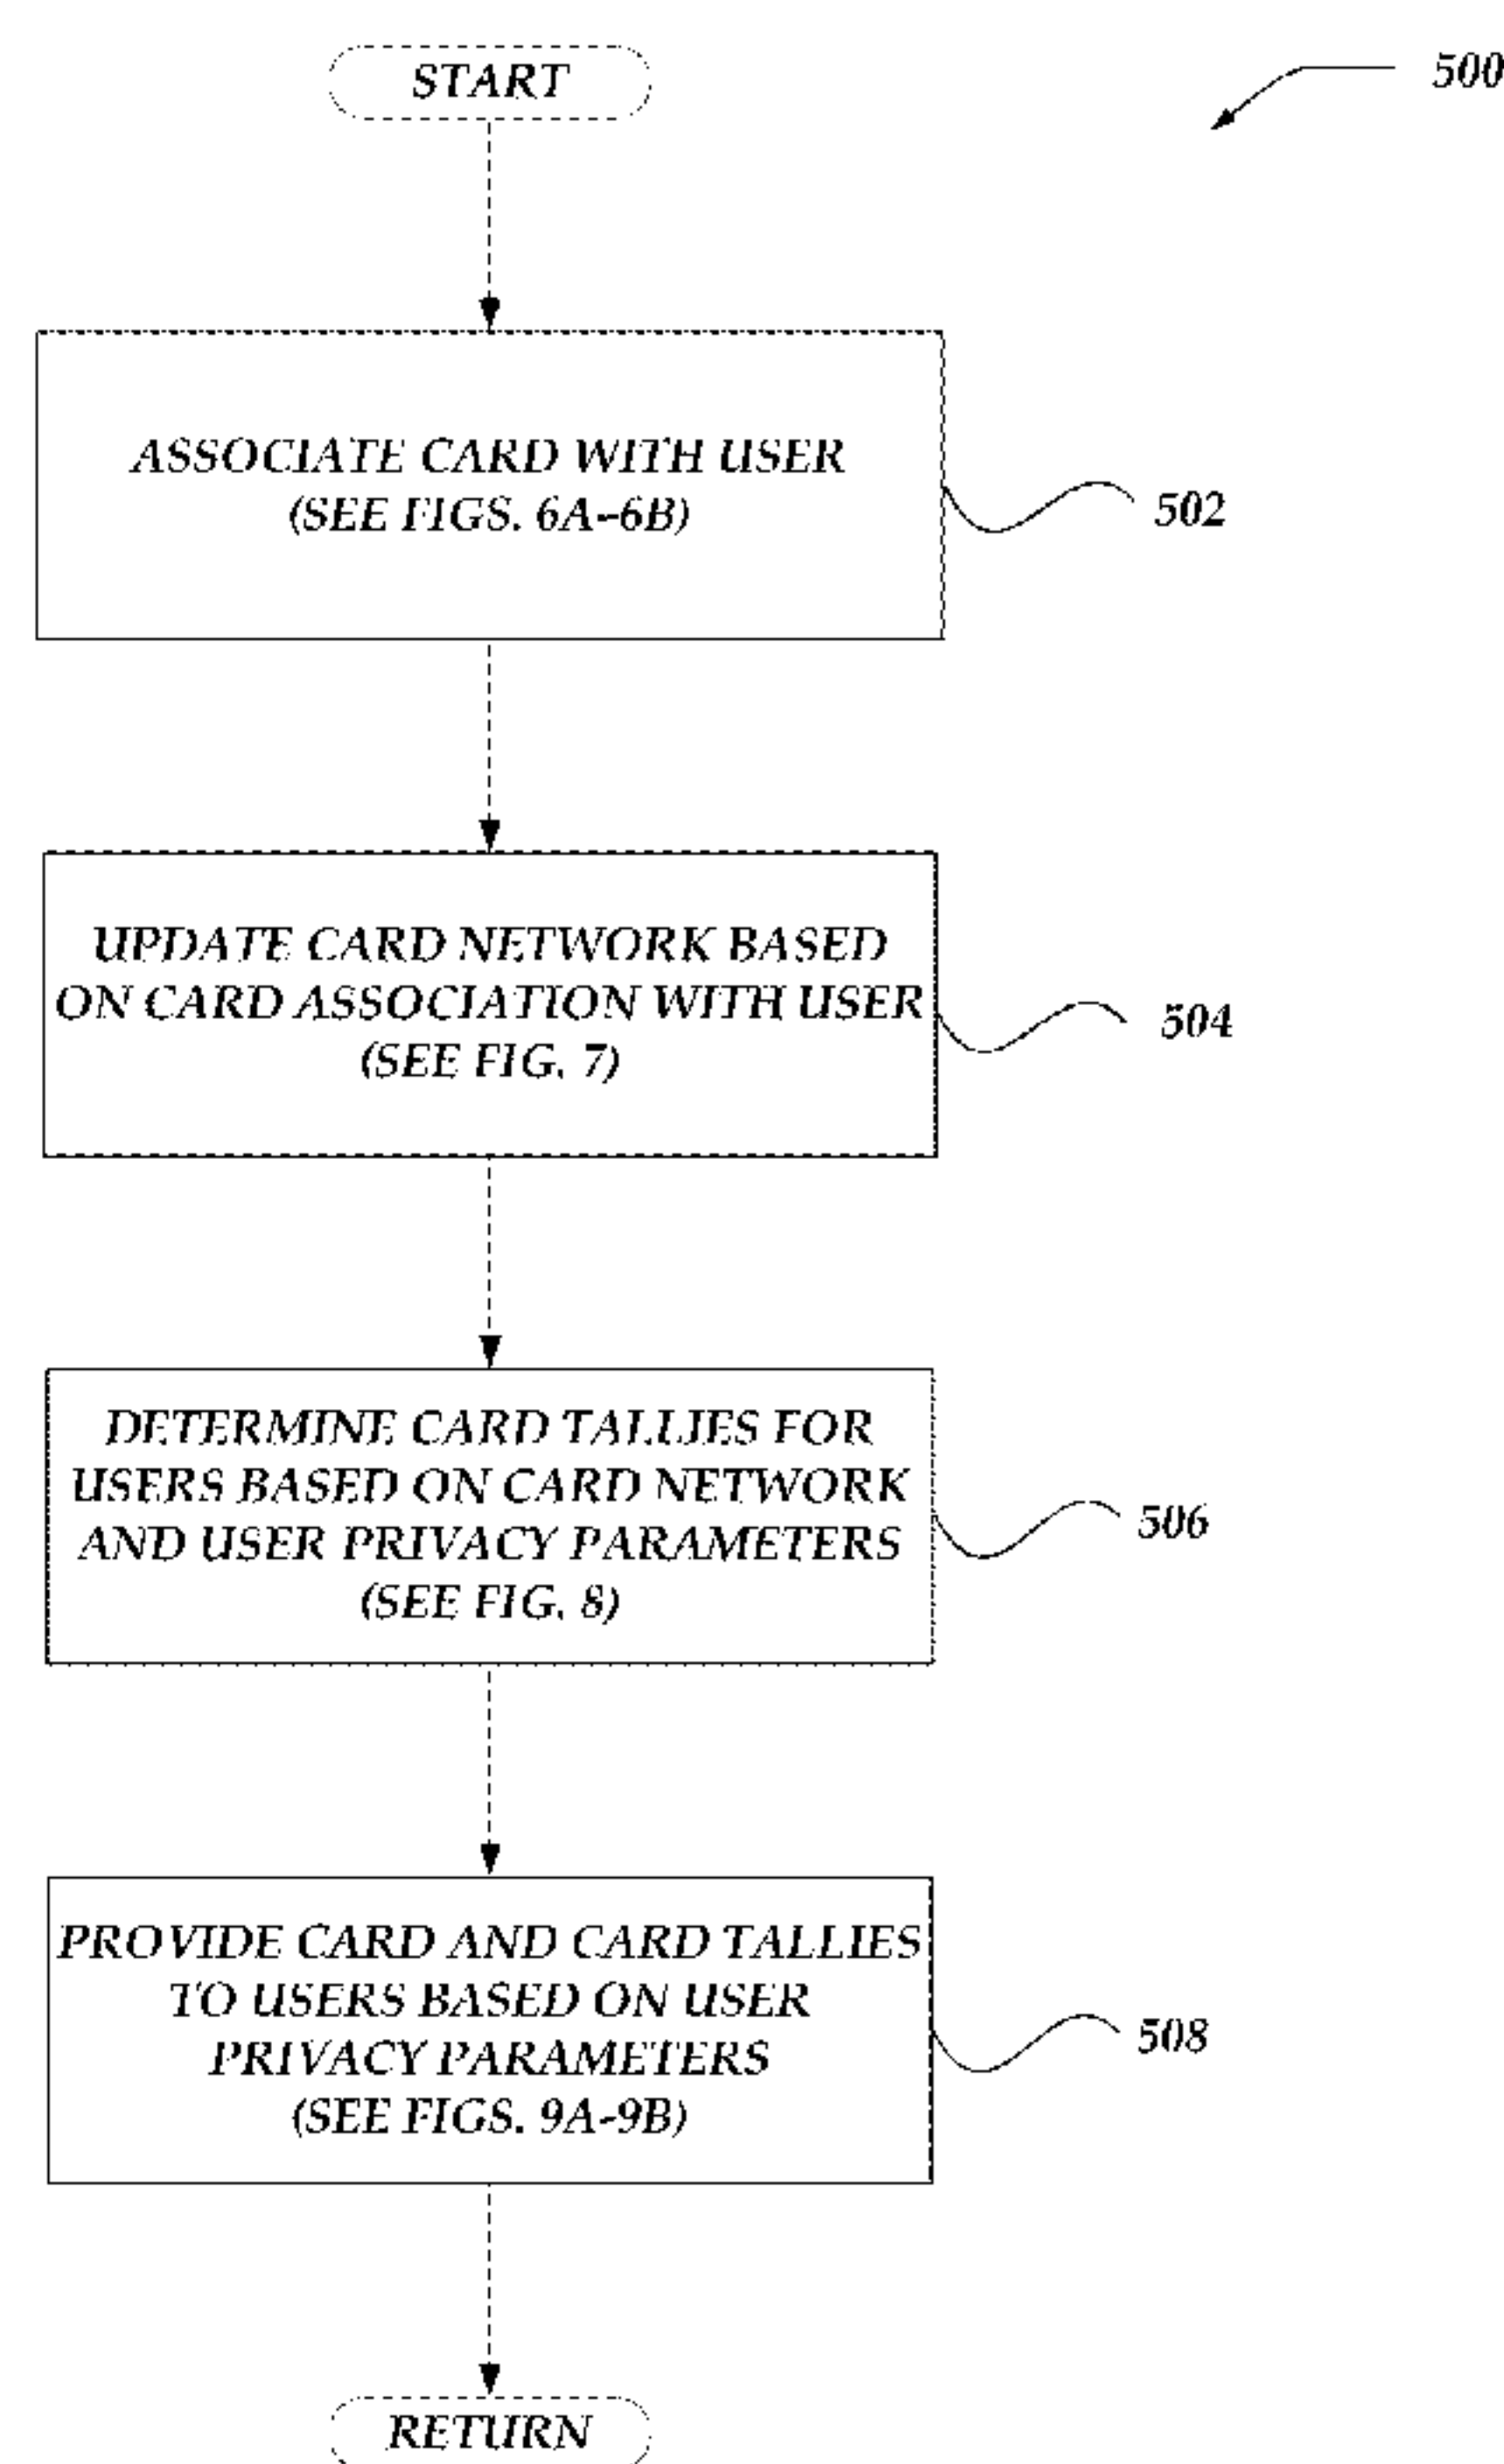 START
500
ASSOCIATE CARD WITH USER
(SEE FIGS. 6A-6B)
502
UPDATE CARD NETWORK BASED
ON CARD ASSOCIATION WITH USER
(SEE FIG. 7)
504
DETERMINE CARD TALLIES FOR
USERS BASED ON CARD NETWORK
AND USER PRIVACY PARAMETERS
(SEE FIG. 8)
506
PROVIDE CARD AND CARD TALLIES
TO USERS BASED ON USER
PRIVACY PARAMETERS
(SEE FIGS. 9A-9B)
508
RETURN